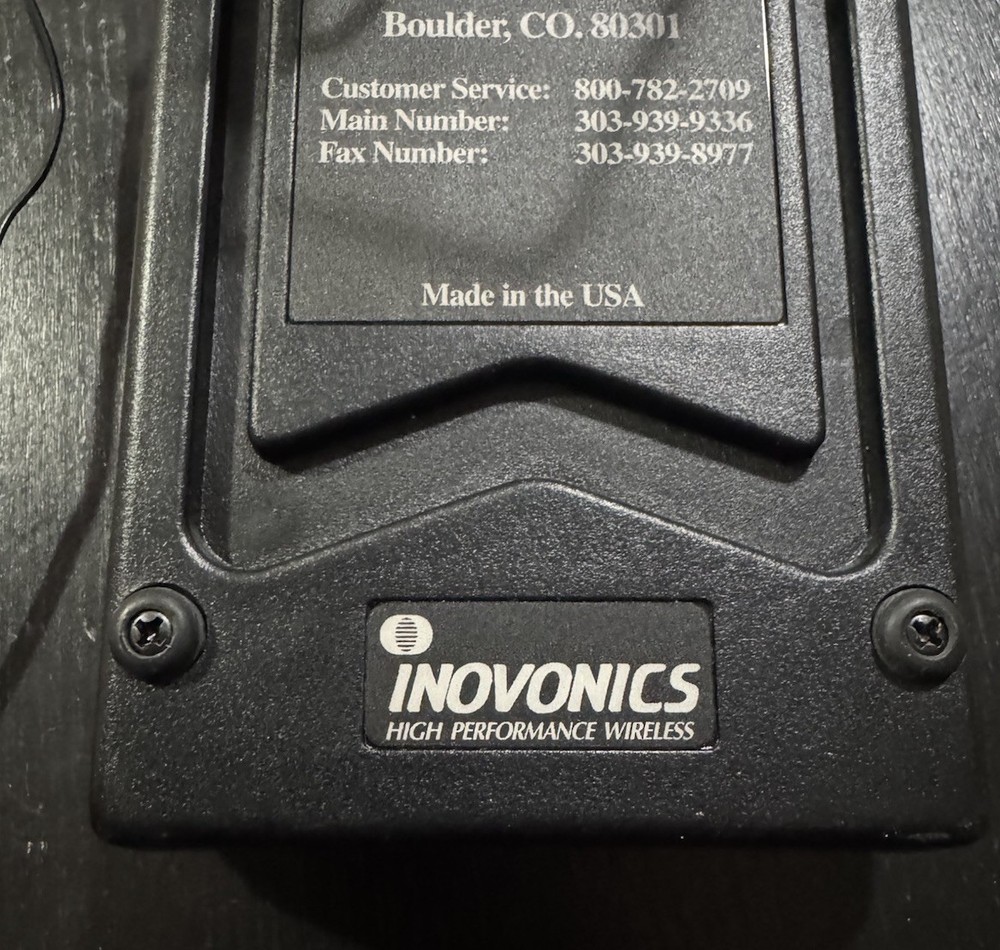 Boulder, CO. 80301
Customer Service: 800-782-2709
Main Number: 303-939-9336
Fax Number: 303-939-8977
Made in the USA
INOVONICS
HIGH PERFORMANCE WIRELESS